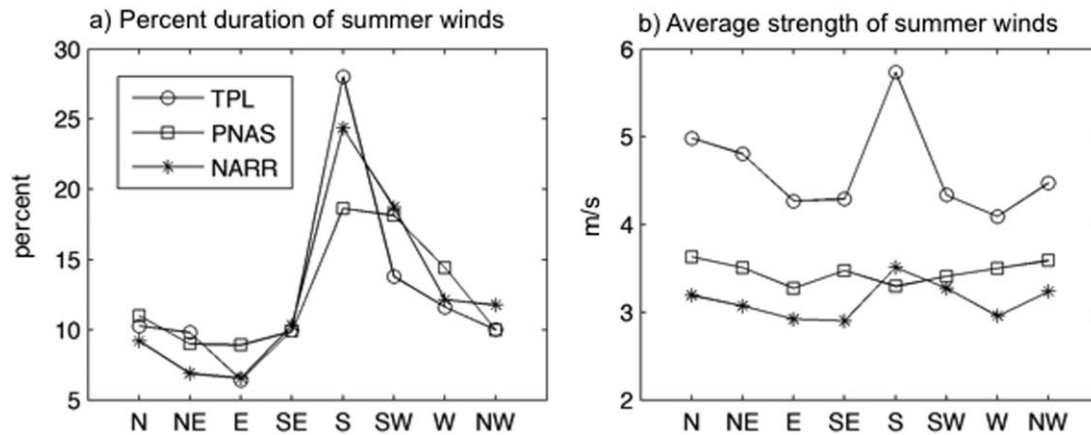 a) Percent duration of summer winds
30
25
20
15
10
5
percent
TPL
PNAS
NARR
N NE E SE S SW W NW
b) Average strength of summer winds
6
5
4
3
2
m/s
N NE E SE S SW W NW